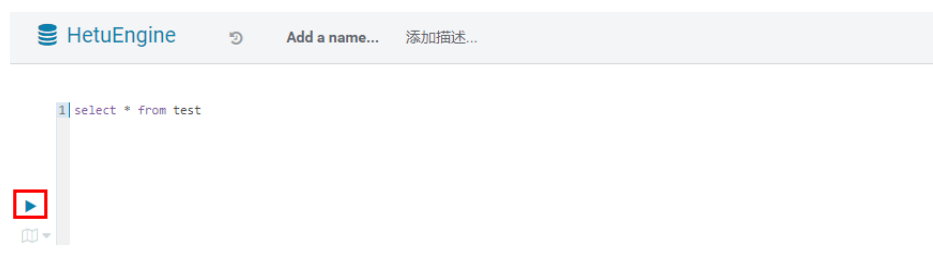 HetuEngine Add a name... 添加描述...
1 select * from test